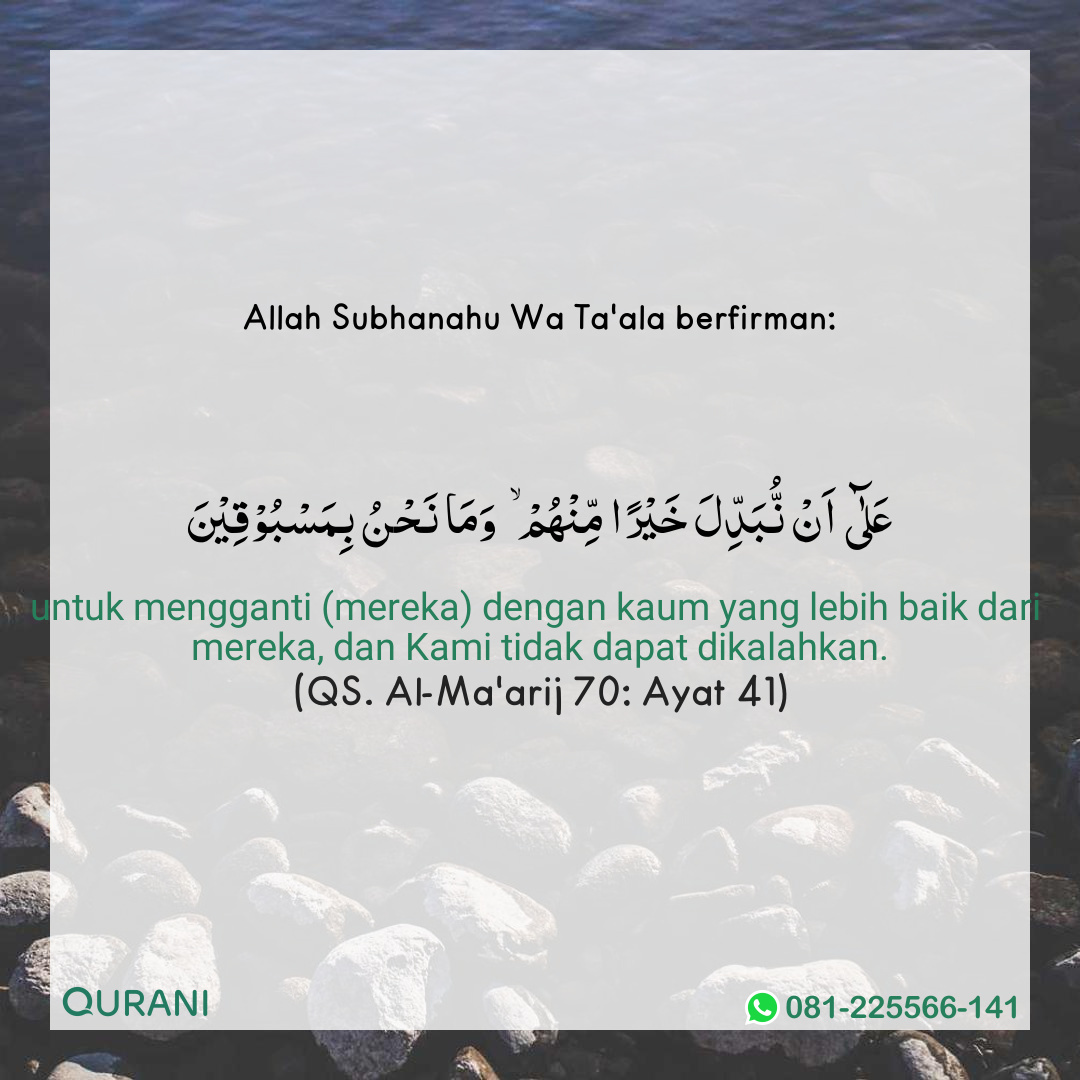 Allah Subhanahu Wa Ta'ala berfirman:
عَلٰٓى اَنْ نُّبَدِّلَ خَيْرًا مِّنْهُمْ ۙ وَمَا نَحْنُ بِمَسْبُوْقِيْنَ
untuk mengganti (mereka) dengan kaum yang lebih baik dari
mereka, dan Kami tidak dapat dikalahkan.
(QS. Al-Ma'arij 70: Ayat 41)
QURANI
081-225566-141